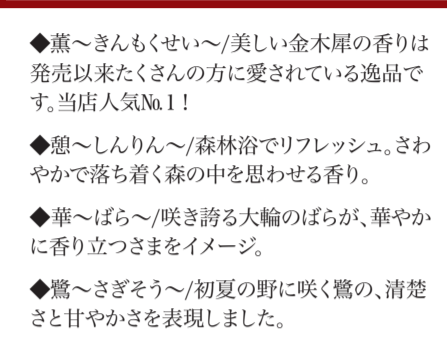 ◆薫〜きんもくせい〜/美しい金木犀の香りは
発売以来たくさんの方に愛されている逸品で
す。当店人気№1！
◆憩〜しんりん〜/森林浴でリフレッシュ。さわ
やかで落ち着く森の中を思わせる香り。
◆華〜ばら〜/咲き誇る大輪のばらが、華やか
に香り立つさまをイメージ。
◆鷺〜さぎそう〜/初夏の野に咲く鷺の、清楚
さと甘やかさを表現しました。